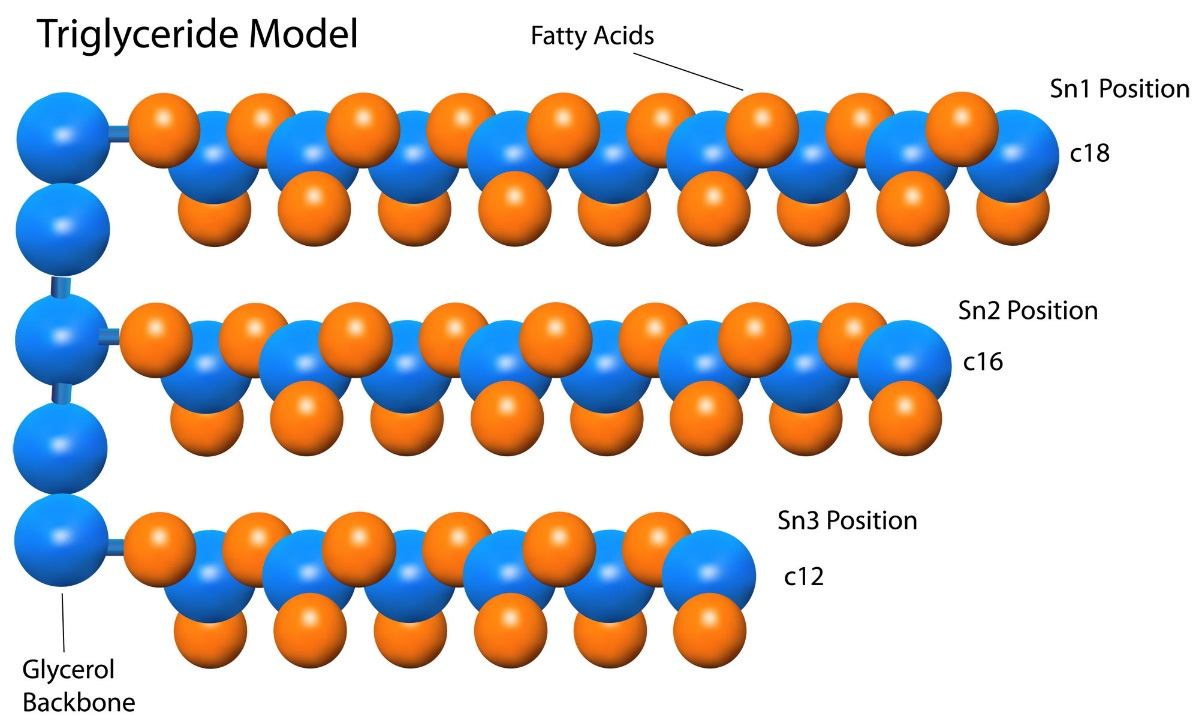 Triglyceride Model
Fatty Acids
Sn1 Position
c18
Sn2 Position
c16
Sn3 Position
c12
Glycerol
Backbone